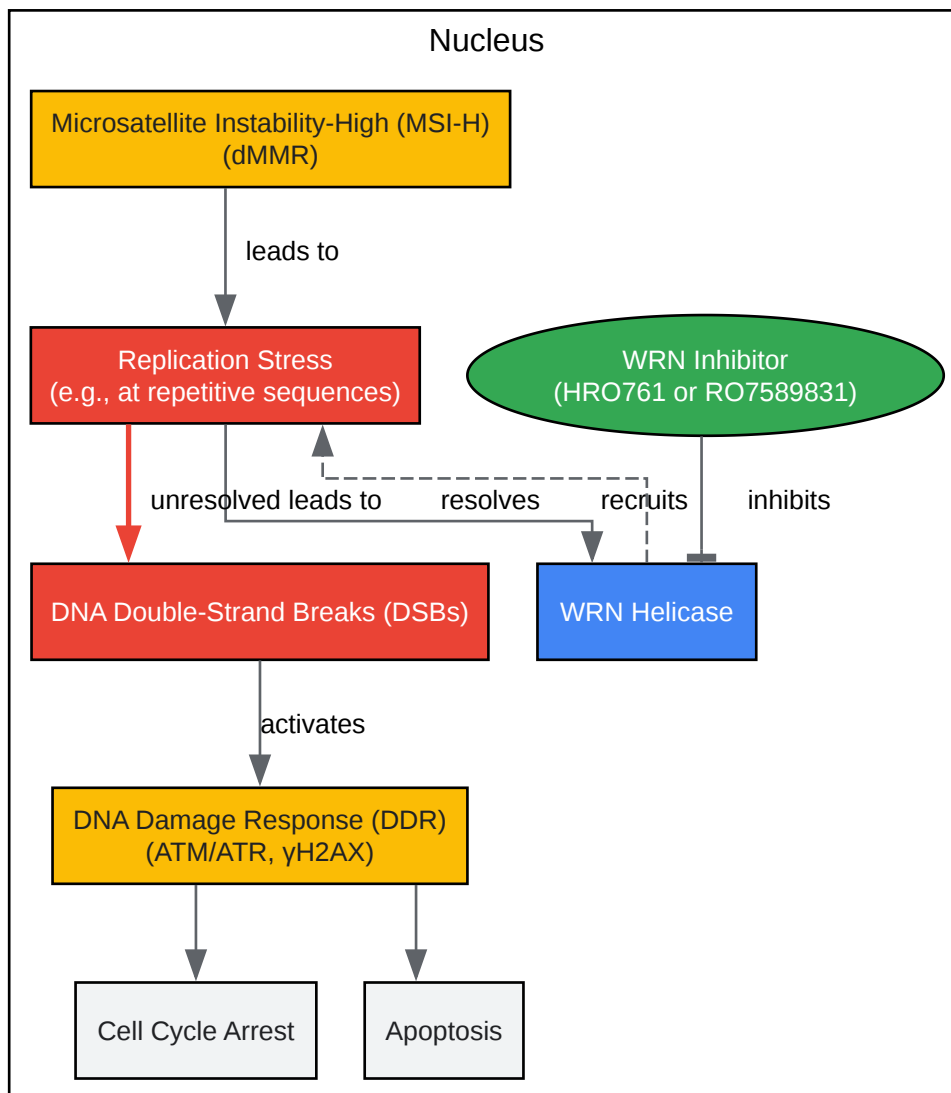 Nucleus
Microsatellite Instability-High (MSI-H)
(dMMR)
leads to
Replication Stress
(e.g., at repetitive sequences)
WRN Inhibitor
(HRO761 or RO7589831)
unresolved leads to
resolves
recruits
inhibits
DNA Double-Strand Breaks (DSBs)
WRN Helicase
activates
DNA Damage Response (DDR)
(ATM/ATR, γH2AX)
Cell Cycle Arrest
Apoptosis